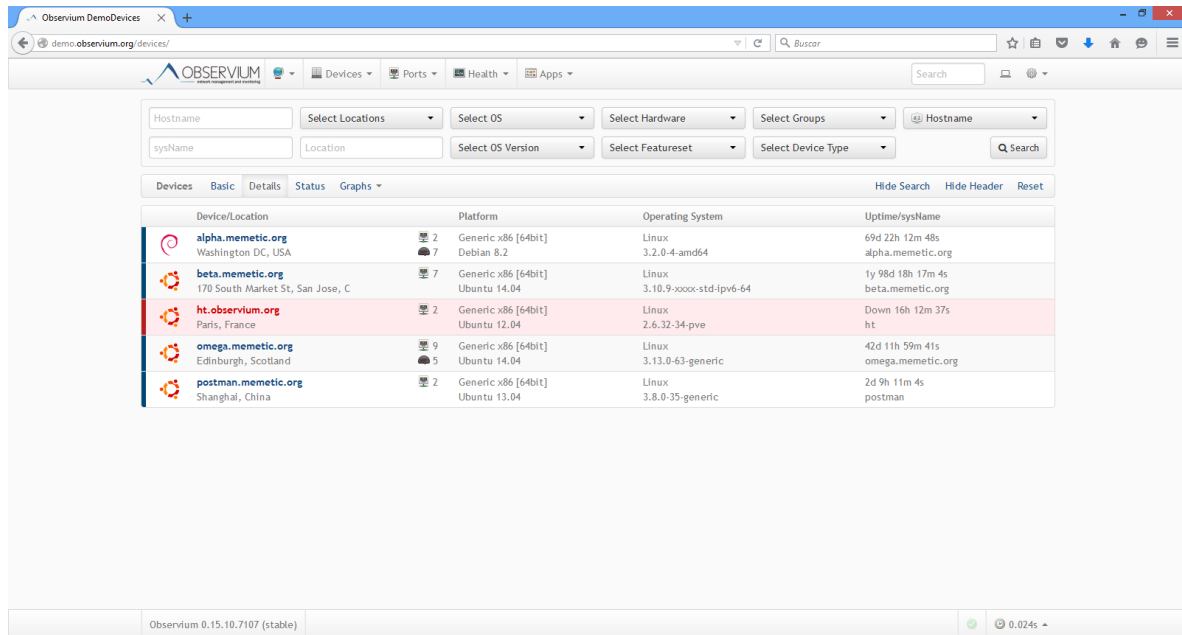 Observium DemoDevices
demo.observium.org/devices/
Buscar
OBSERVIUM
network management and monitoring
Devices
Ports
Health
Apps
Search
Hostname
Select Locations
Select OS
Select Hardware
Select Groups
Hostname
sysName
Location
Select OS Version
Select Featureset
Select Device Type
Search
Devices Basic Details Status Graphs
Hide Search Hide Header Reset
Device/Location Platform Operating System Uptime/sysName
alpha.memetic.org 2 Generic x86 [64bit] Linux 69d 22h 12m 48s
Washington DC, USA 7 Debian 8.2 3.2.0-4-amd64 alpha.memetic.org
beta.memetic.org 7 Generic x86 [64bit] Linux 1y 98d 18h 17m 4s
170 South Market St, San Jose, C Ubuntu 14.04 3.10.9-xxxx-std-ipv6-64 beta.memetic.org
ht.observium.org 2 Generic x86 [64bit] Linux Down 16h 12m 37s
Paris, France Ubuntu 12.04 2.6.32-34-pve ht
omega.memetic.org 9 Generic x86 [64bit] Linux 42d 11h 59m 41s
Edinburgh, Scotland 5 Ubuntu 14.04 3.13.0-63-generic omega.memetic.org
postman.memetic.org 2 Generic x86 [64bit] Linux 2d 9h 11m 4s
Shanghai, China Ubuntu 13.04 3.8.0-35-generic postman
Observium 0.15.10.7107 (stable)
0.024s